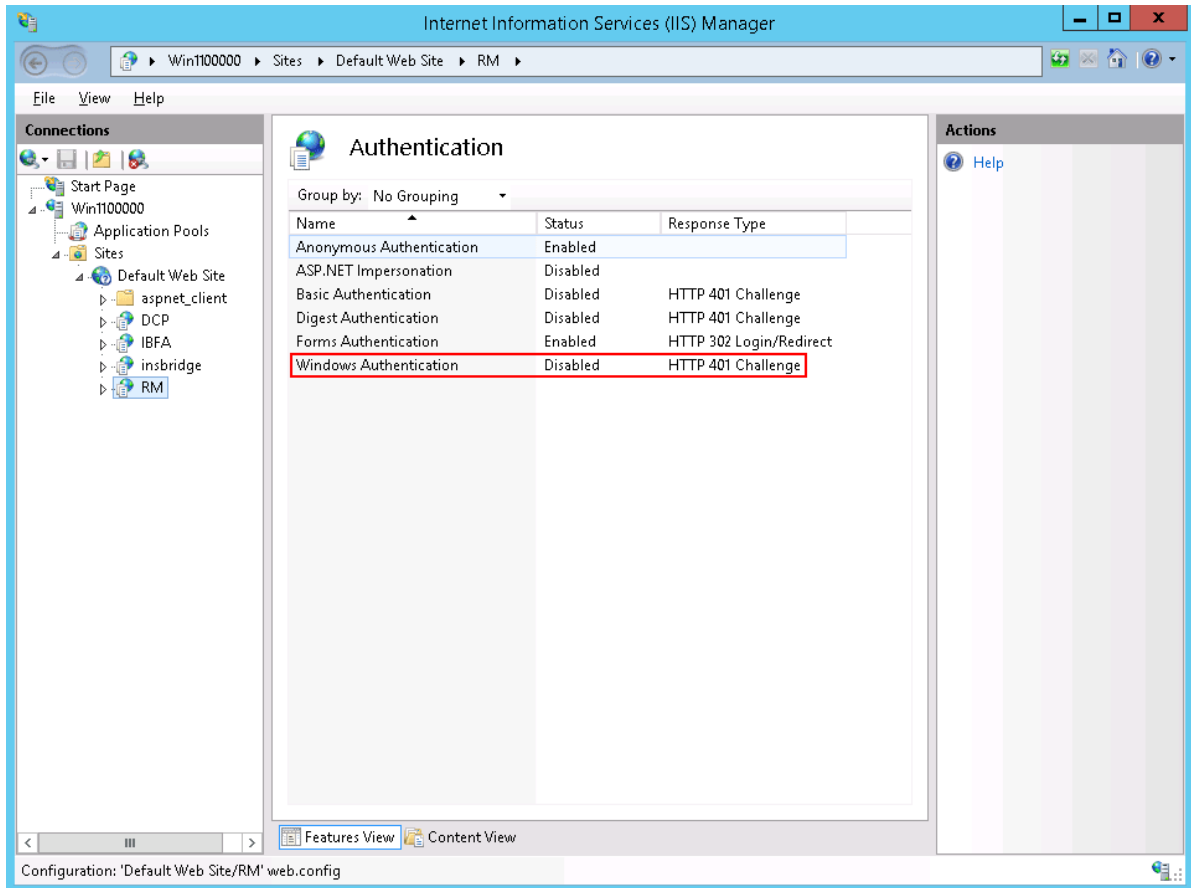 Internet Information Services (IIS) Manager
Win1100000 Sites Default Web Site RM
File View Help
Connections
Start Page
Win1100000
Application Pools
Sites
Default Web Site
aspnet_client
DCP
IBFA
insbridge
RM
Authentication
Group by: No Grouping
Name Status Response Type
Anonymous Authentication Enabled
ASP.NET Impersonation Disabled
Basic Authentication Disabled HTTP 401 Challenge
Digest Authentication Disabled HTTP 401 Challenge
Forms Authentication Enabled HTTP 302 Login/Redirect
Windows Authentication Disabled HTTP 401 Challenge
Actions
Help
Features View Content View
Configuration: 'Default Web Site/RM' web.config